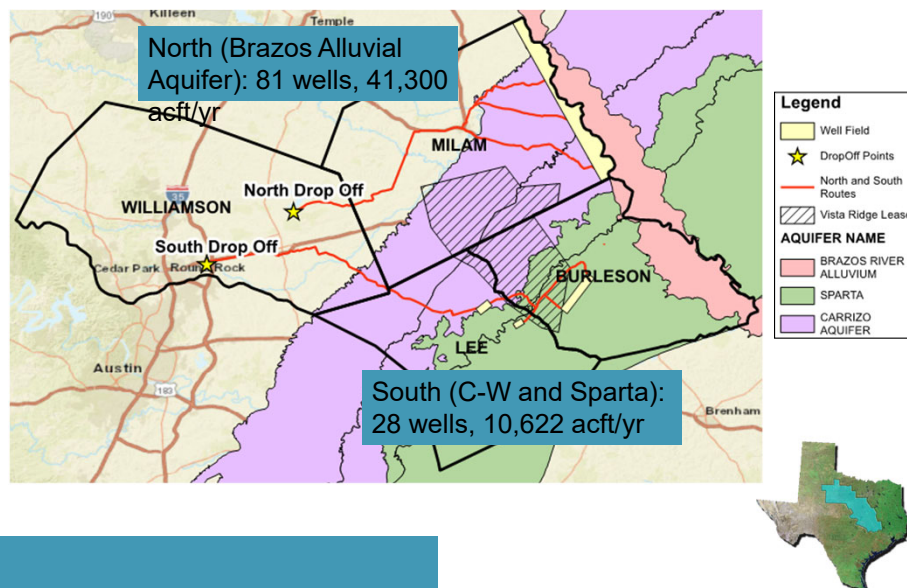 190
Killeen
Temple
North (Brazos Alluvial
Aquifer): 81 wells, 41,300
acft/yr
MILAM
North Drop Off
35
WILLIAMSON
South Drop Off
Cedar Park
Round Rock
BURLESON
LEE
Austin
183
South (C-W and Sparta):
28 wells, 10,622 acft/yr
Brenham
Legend
Well Field
DropOff Points
North and South
Routes
Vista Ridge Lease
AQUIFER NAME
BRAZOS RIVER
ALLUVIUM
SPARTA
CARRIZO
AQUIFER